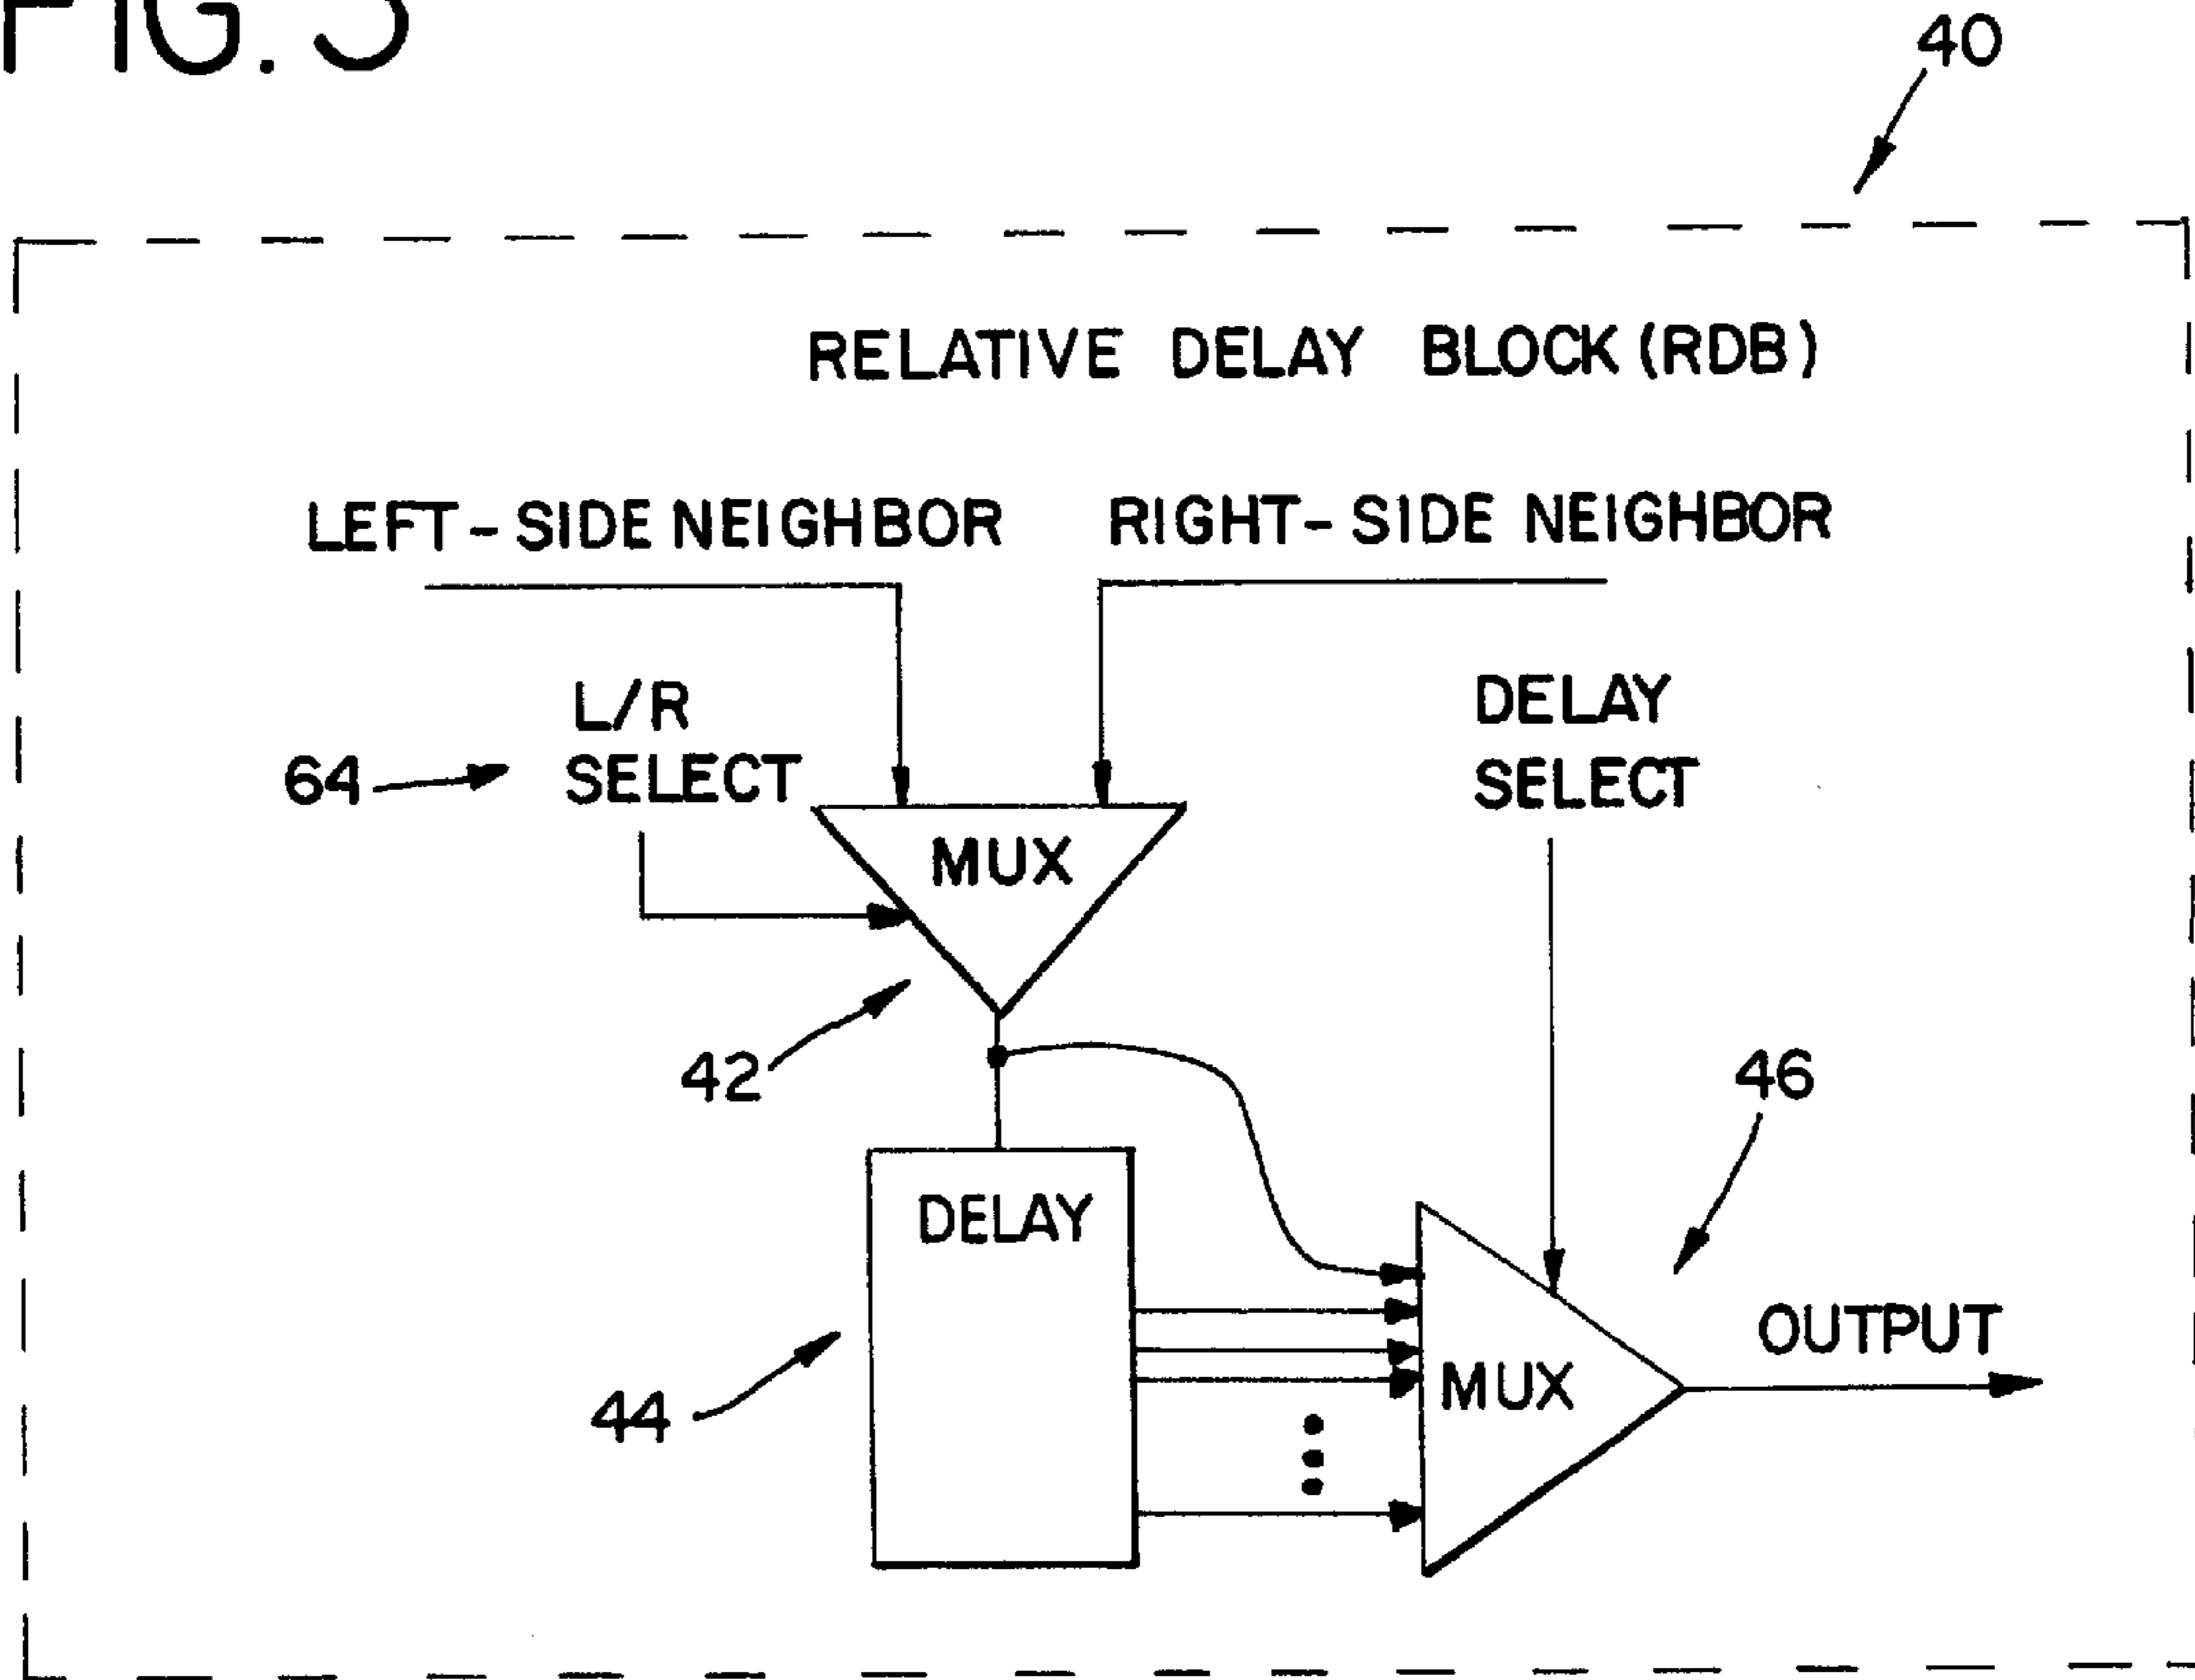 FIG.
40
RELATIVE DELAY BLOCK (RDB)
LEFT-SIDE NEIGHBOR
RIGHT-SIDE NEIGHBOR
L/R
SELECT
64
DELAY
SELECT
MUX
42
46
DELAY
44
MUX
OUTPUT